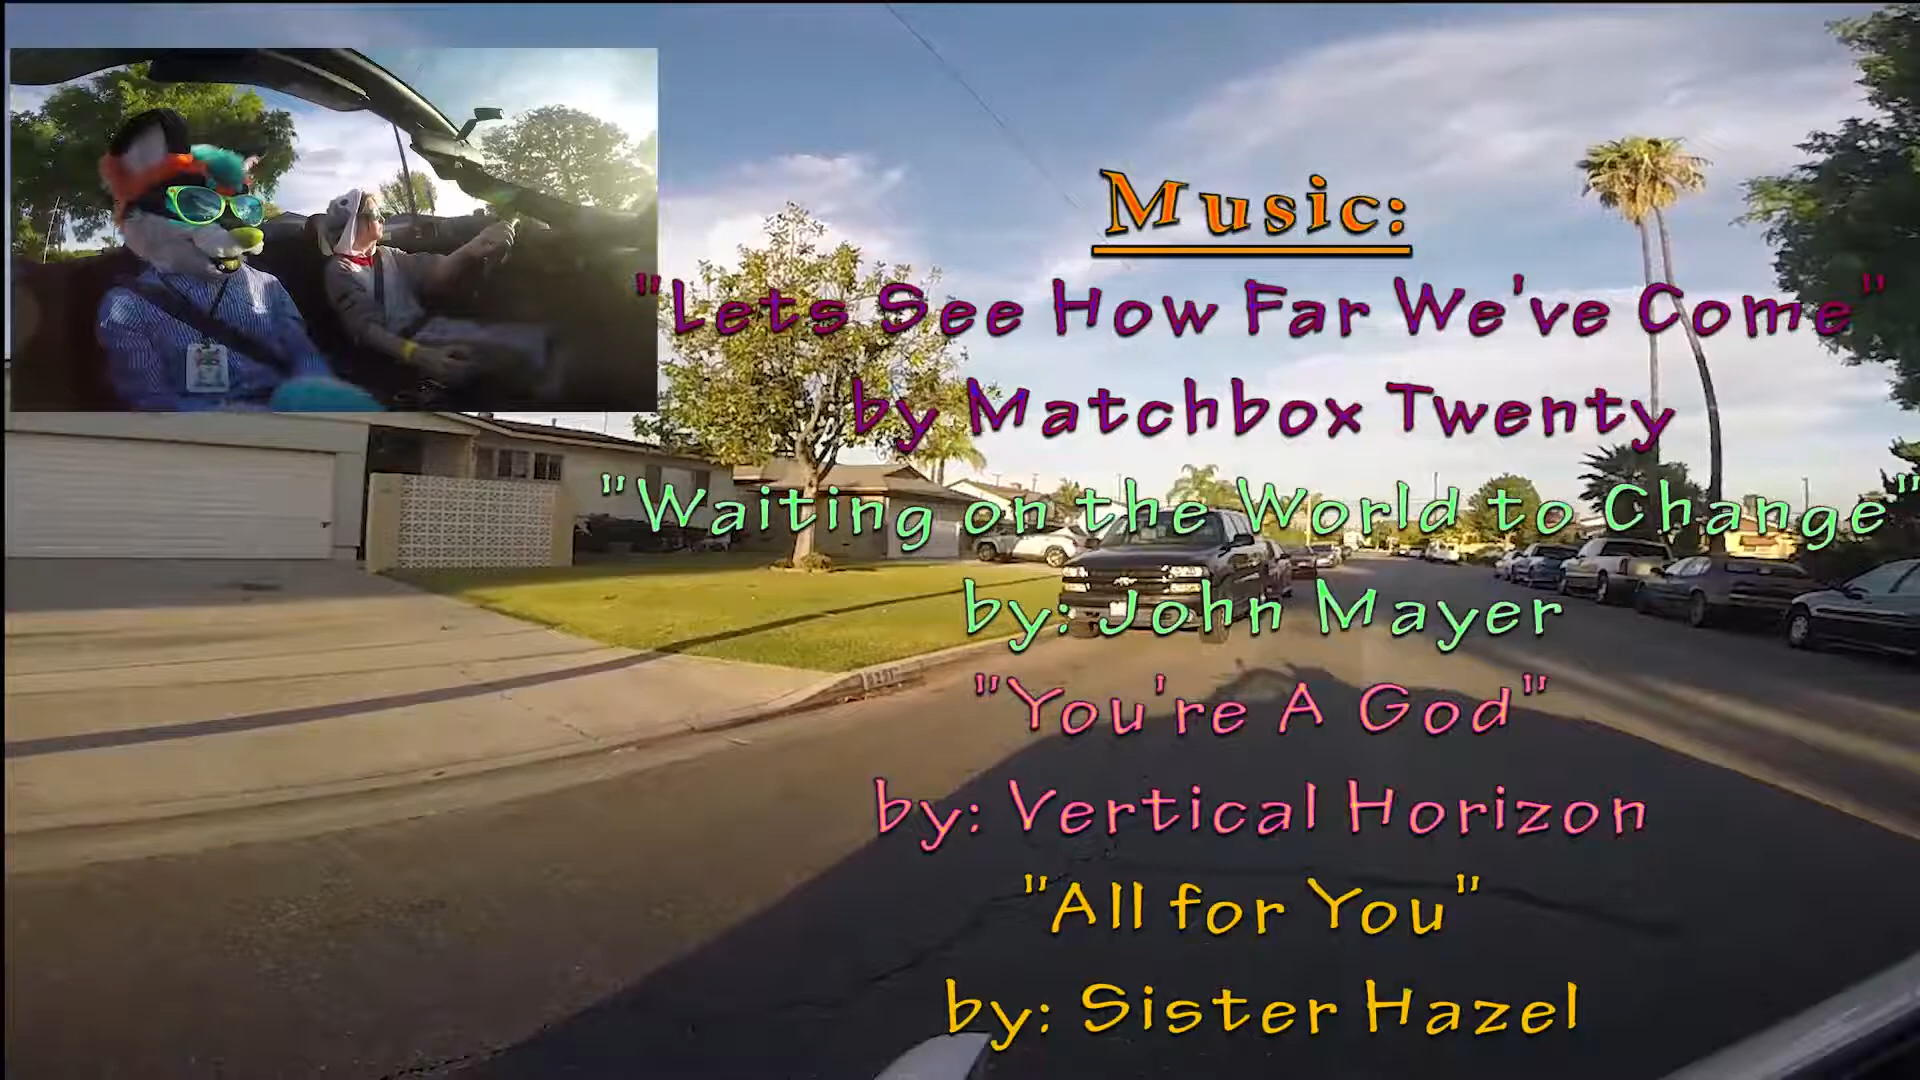 Music:
"Lets See How Far We've Come"
by Matchbox Twenty
"Waiting on the World to Change"
by: John Mayer
"You're A God"
by: Vertical Horizon
"All for You"
by: Sister Hazel